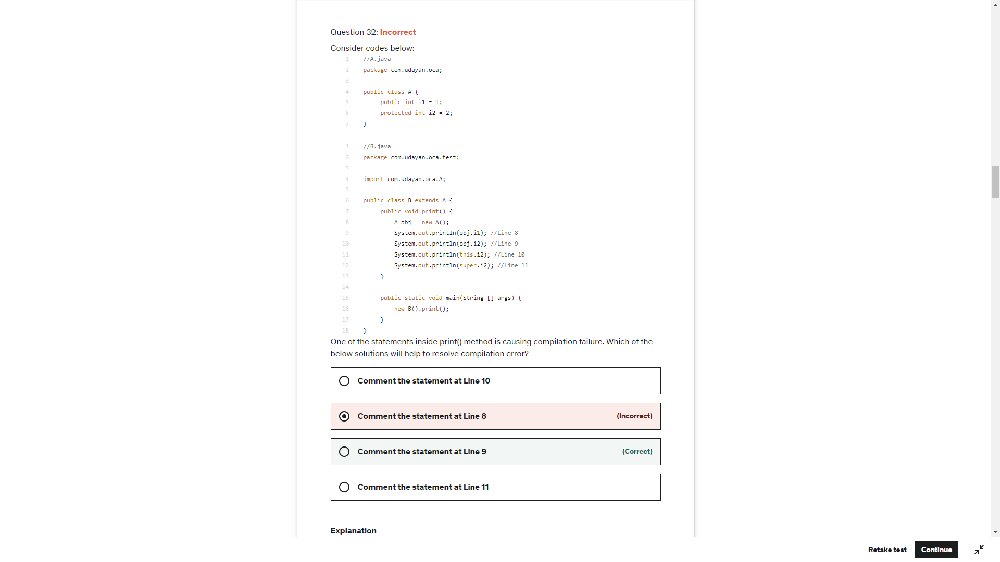 Question 32: Incorrect
Consider codes below:
1 //A.java
2 package com.udayan.oca;
3
4 public class A {
5 public int i1 = 1;
6 protected int i2 = 2;
7 }
1 //B.java
2 package com.udayan.oca.test;
3
4 import com.udayan.oca.A;
5
6 public class B extends A {
7 public void print() {
8 A obj = new A();
9 System.out.println(obj.i1); //Line 8
10 System.out.println(obj.i2); //Line 9
11 System.out.println(this.i2); //Line 10
12 System.out.println(super.i2); //Line 11
13 }
14
15 public static void main(String [] args) {
16 new B().print();
17 }
18 }
One of the statements inside print() method is causing compilation failure. Which of the
below solutions will help to resolve compilation error?
Comment the statement at Line 10
Comment the statement at Line 8 (Incorrect)
Comment the statement at Line 9 (Correct)
Comment the statement at Line 11
Explanation
Retake test Continue